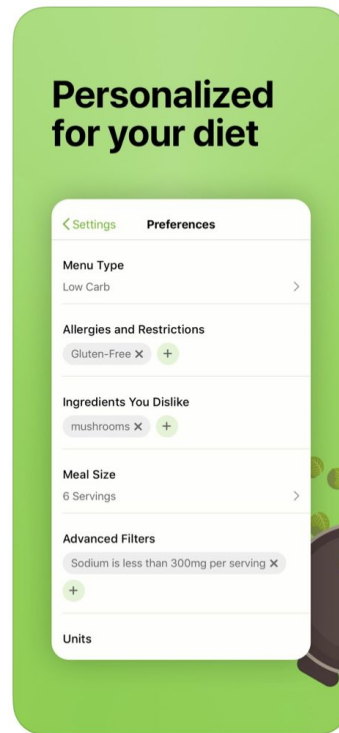 Personalized
for your diet
Settings
Preferences
Menu Type
Low Carb
Allergies and Restrictions
Gluten-Free
Ingredients You Dislike
mushrooms
Meal Size
6 Servings
Advanced Filters
Sodium is less than 300mg per serving
Units